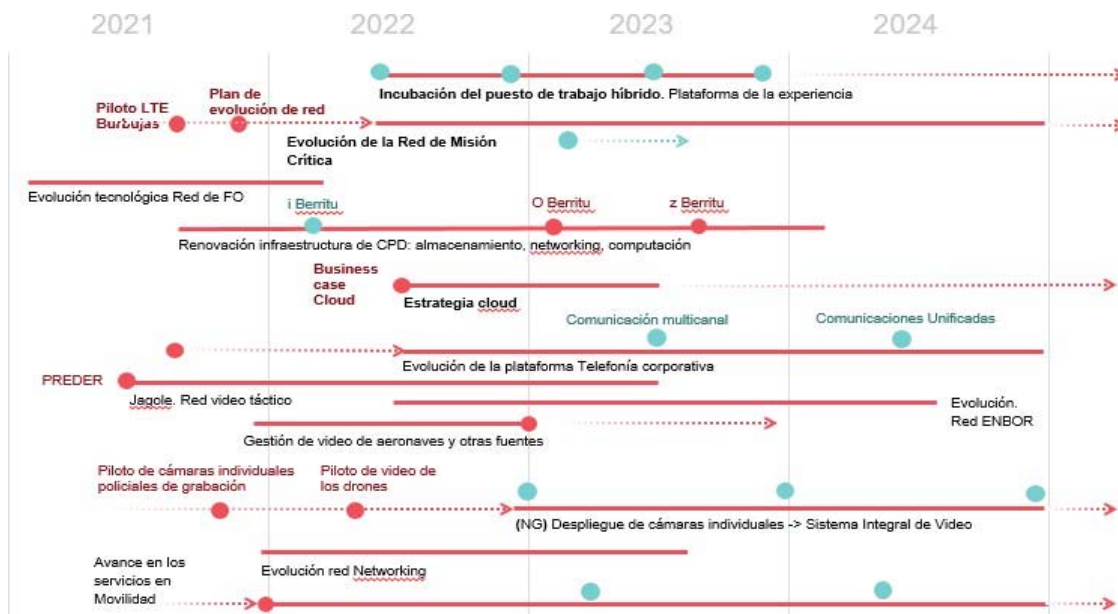 2021 2022 2023 2024
Incubación del puesto de trabajo híbrido. Plataforma de la experiencia
Piloto LTE
Burbujas
Plan de
evolución de red
Evolución de la Red de Misión
Crítica
Evolución tecnológica Red de FO
i Berritu
O Berritu
z Berritu
Renovación infraestructura de CPD: almacenamiento, networking, computación
Business
case
Cloud
Estrategia cloud
Comunicación multicanal
Comunicaciones Unificadas
Evolución de la plataforma Telefonía corporativa
PREDER
Jagole. Red video táctico
Evolución.
Red ENBOR
Gestión de video de aeronaves y otras fuentes
Piloto de cámaras individuales
policiales de grabación
Piloto de video de
los drones
(NG) Despliegue de cámaras individuales -> Sistema Integral de Video
Evolución red Networking
Avance en los
servicios en
Movilidad